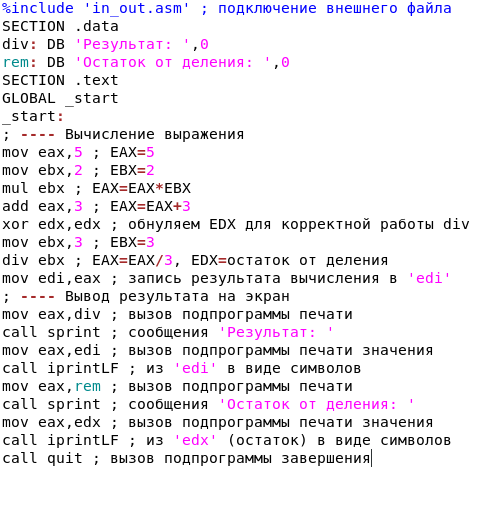 %include 'in_out.asm' ; подключение внешнего файла
SECTION .data
div: DB 'Результат: ',0
rem: DB 'Остаток от деления: ',0
SECTION .text
GLOBAL _start
_start:
; ---- Вычисление выражения
mov eax,5 ; EAX=5
mov ebx,2 ; EBX=2
mul ebx ; EAX=EAX*EBX
add eax,3 ; EAX=EAX+3
xor edx,edx ; обнуляем EDX для корректной работы div
mov ebx,3 ; EBX=3
div ebx ; EAX=EAX/3, EDX=остаток от деления
mov edi,eax ; запись результата вычисления в 'edi'
; ---- Вывод результата на экран
mov eax,div ; вызов подпрограммы печати
call sprint ; сообщения 'Результат: '
mov eax,edi ; вызов подпрограммы печати значения
call iprintLF ; из 'edi' в виде символов
mov eax,rem ; вызов подпрограммы печати
call sprint ; сообщения 'Остаток от деления: '
mov eax,edx ; вызов подпрограммы печати значения
call iprintLF ; из 'edx' (остаток) в виде символов
call quit ; вызов подпрограммы завершения